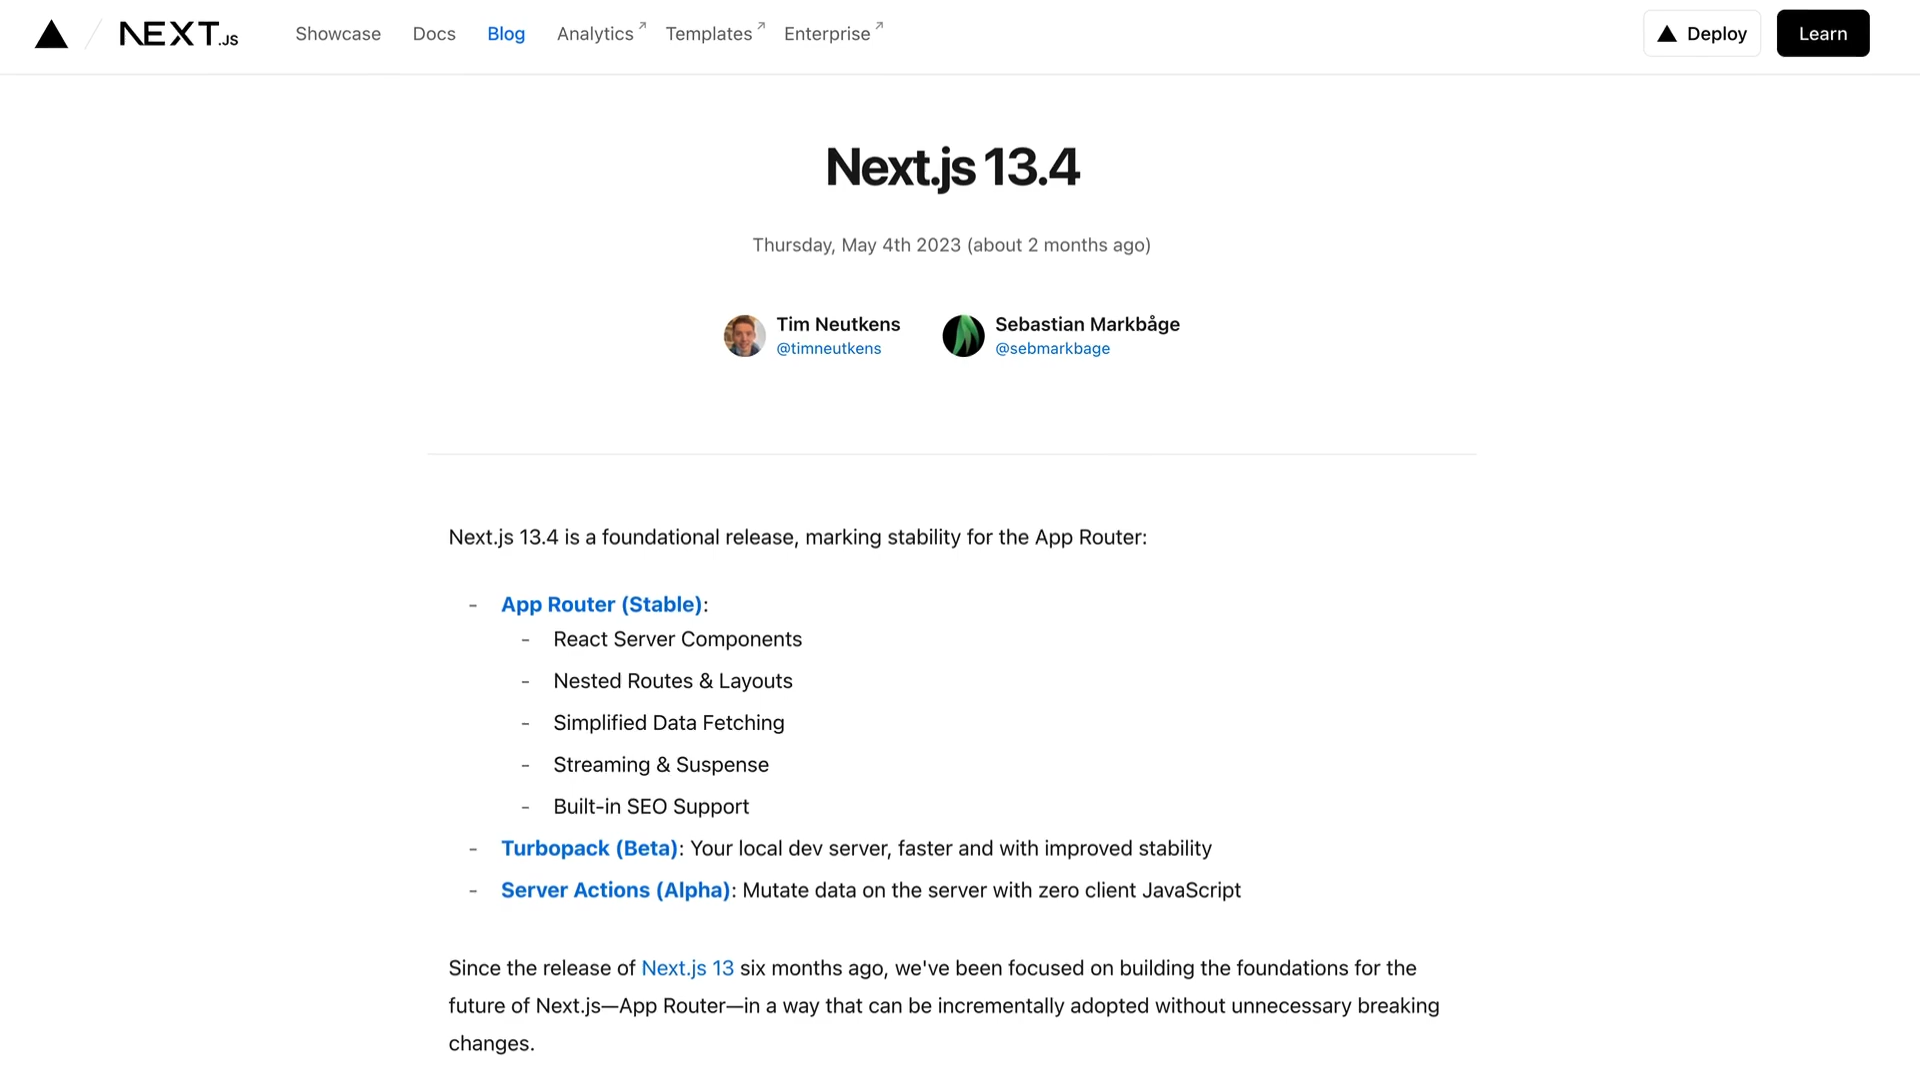 NEXT.JS
Showcase
Docs
Blog
Analytics
Templates
Enterprise
Deploy
Learn
Next.js 13.4
Thursday, May 4th 2023 (about 2 months ago)
Tim Neutkens
@timneutkens
Sebastian Markbåge
@sebmarkbage
Next.js 13.4 is a foundational release, marking stability for the App Router:
- App Router (Stable):
- React Server Components
- Nested Routes & Layouts
- Simplified Data Fetching
- Streaming & Suspense
- Built-in SEO Support
- Turbopack (Beta): Your local dev server, faster and with improved stability
- Server Actions (Alpha): Mutate data on the server with zero client JavaScript
Since the release of Next.js 13 six months ago, we've been focused on building the foundations for the
future of Next.js—App Router—in a way that can be incrementally adopted without unnecessary breaking
changes.